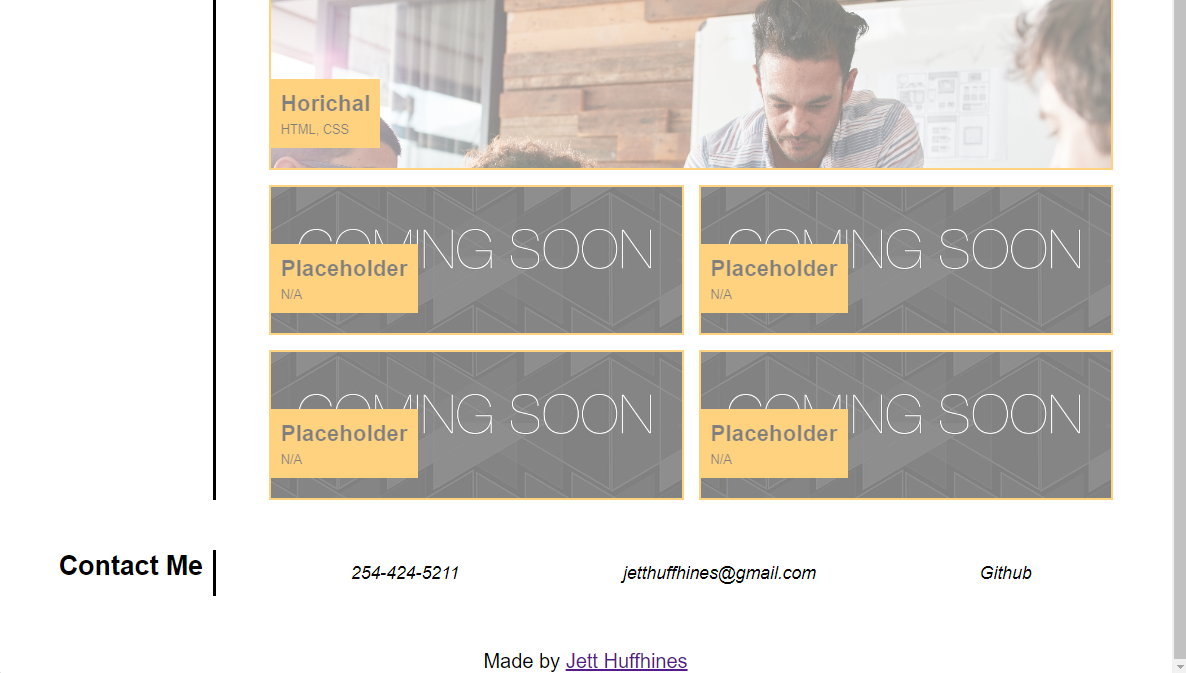 Horichal
HTML, CSS
COMING SOON
Placeholder
N/A
COMING SOON
Placeholder
N/A
COMING SOON
Placeholder
N/A
COMING SOON
Placeholder
N/A
Contact Me
254-424-5211
jetthuffhines@gmail.com
Github
Made by Jett Huffhines